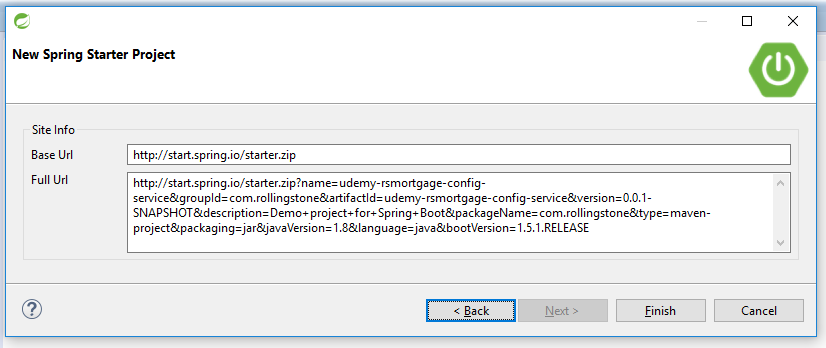 New Spring Starter Project
Site Info
Base Url
http://start.spring.io/starter.zip
Full Url
http://start.spring.io/starter.zip?name=udemy-rsmortgage-config-
service&groupId=com.rollingstone&artifactId=udemy-rsmortgage-config-service&version=0.0.1-
SNAPSHOT&description=Demo+project+for+Spring+Boot&packageName=com.rollingstone&type=maven-
project&packaging=jar&javaVersion=1.8&language=java&bootVersion=1.5.1.RELEASE
?
< Back
Next >
Finish
Cancel